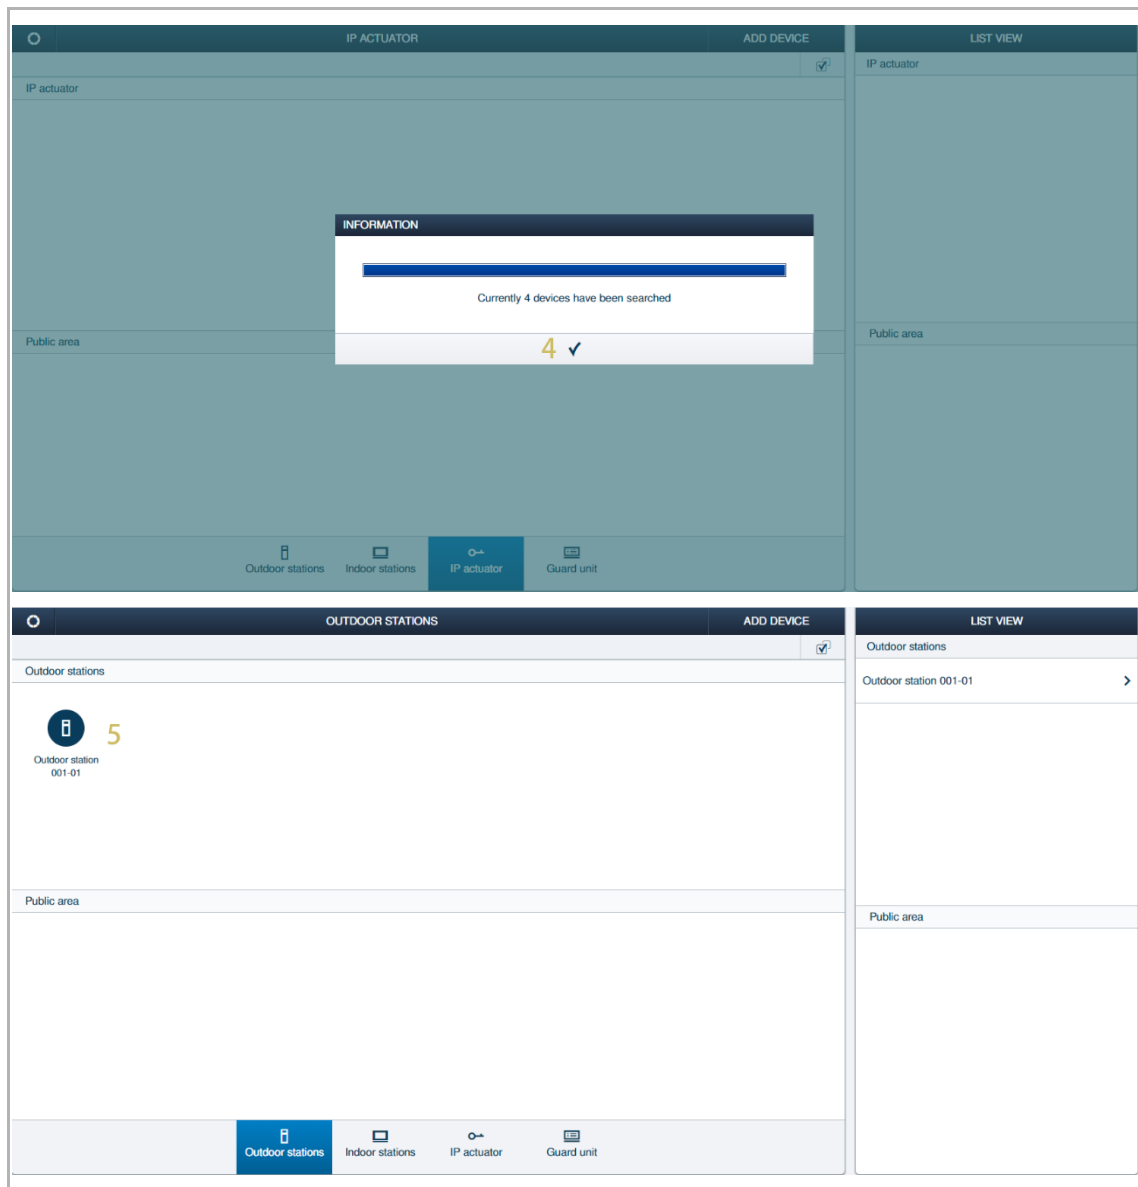 IP ACTUATOR
ADD DEVICE
LIST VIEW
IP actuator
IP actuator
INFORMATION
Currently 4 devices have been searched
4
Public area
Public area
Outdoor stations
Indoor stations
IP actuator
Guard unit
OUTDOOR STATIONS
ADD DEVICE
LIST VIEW
Outdoor stations
Outdoor stations
Outdoor station 001-01
5
Outdoor station
001-01
Public area
Public area
Outdoor stations
Indoor stations
IP actuator
Guard unit